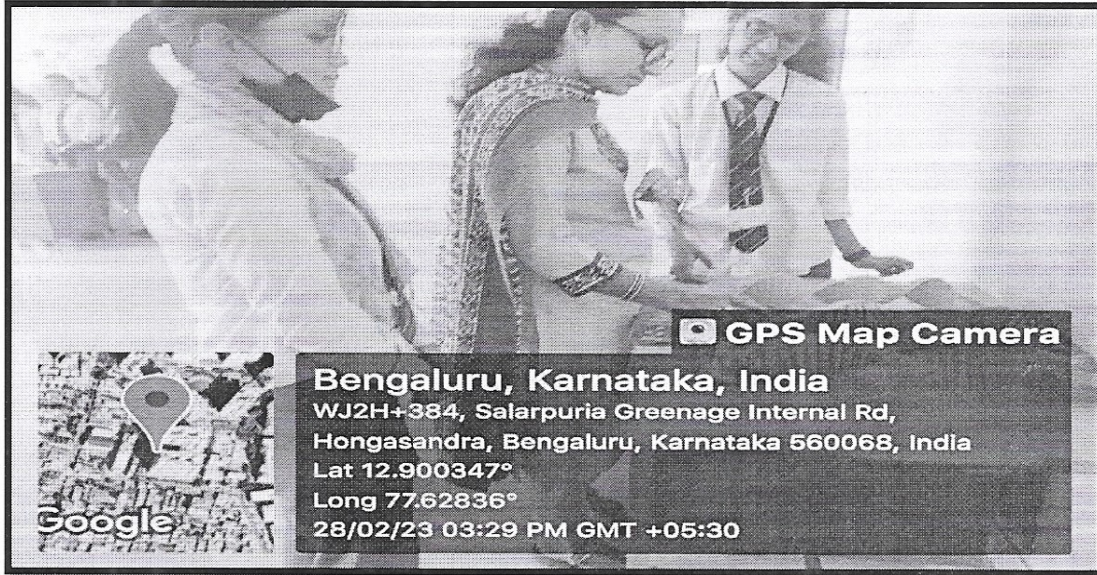 GPS Map Camera
Bengaluru, Karnataka, India
WJ2H+384, Salarpuria Greenage Internal Rd,
Hongasandra, Bengaluru, Karnataka 560068, India
Lat 12.900347°
Long 77.62836°
28/02/23 03:29 PM GMT +05:30
Google